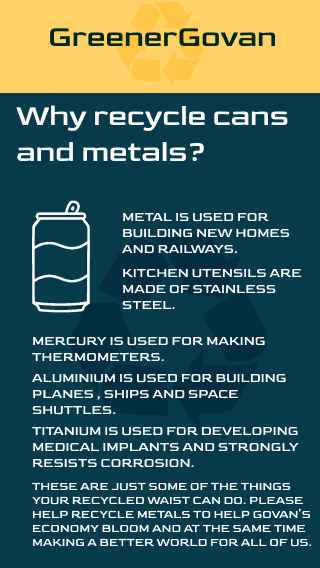 GreenerGovan
Why recycle cans
and metals?
METAL IS USED FOR
BUILDING NEW HOMES
AND RAILWAYS.
KITCHEN UTENSILS ARE
MADE OF STAINLESS
STEEL.
MERCURY IS USED FOR MAKING
THERMOMETERS.
ALUMINIUM IS USED FOR BUILDING
PLANES , SHIPS AND SPACE
SHUTTLES.
TITANIUM IS USED FOR DEVELOPING
MEDICAL IMPLANTS AND STRONGLY
RESISTS CORROSION.
THESE ARE JUST SOME OF THE THINGS
YOUR RECYCLED WAIST CAN DO. PLEASE
HELP RECYCLE METALS TO HELP GOVAN'S
ECONOMY BLOOM AND AT THE SAME TIME
MAKING A BETTER WORLD FOR ALL OF US.